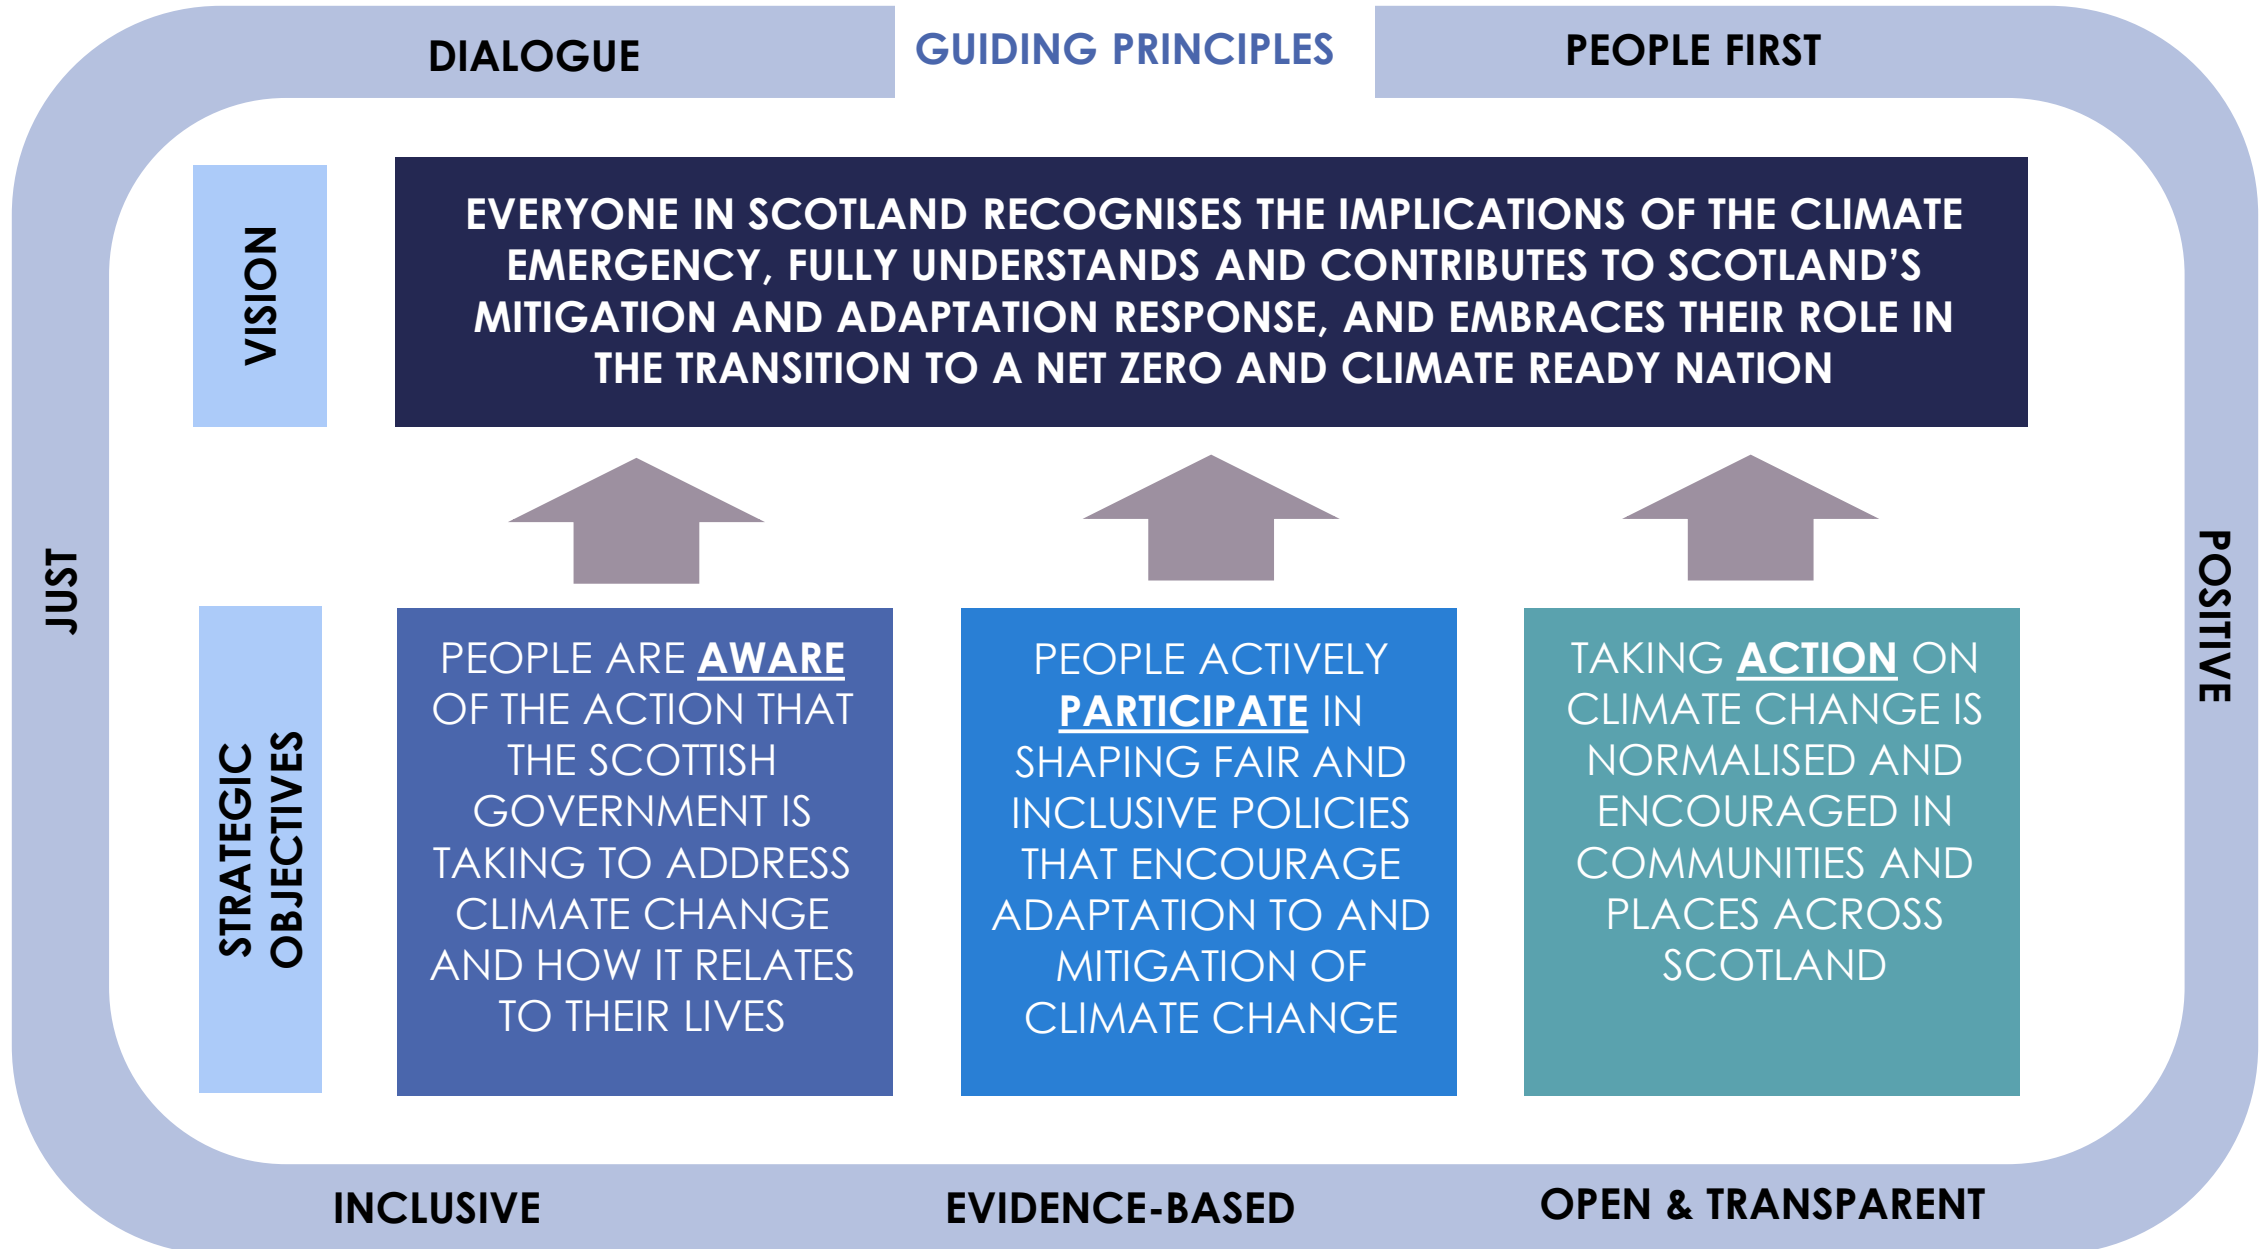 DIALOGUE
GUIDING PRINCIPLES
PEOPLE FIRST
VISION
EVERYONE IN SCOTLAND RECOGNISES THE IMPLICATIONS OF THE CLIMATE
EMERGENCY, FULLY UNDERSTANDS AND CONTRIBUTES TO SCOTLAND’S
MITIGATION AND ADAPTATION RESPONSE, AND EMBRACES THEIR ROLE IN
THE TRANSITION TO A NET ZERO AND CLIMATE READY NATION
JUST
POSITIVE
STRATEGIC
OBJECTIVES
PEOPLE ARE AWARE
OF THE ACTION THAT
THE SCOTTISH
GOVERNMENT IS
TAKING TO ADDRESS
CLIMATE CHANGE
AND HOW IT RELATES
TO THEIR LIVES
PEOPLE ACTIVELY
PARTICIPATE IN
SHAPING FAIR AND
INCLUSIVE POLICIES
THAT ENCOURAGE
ADAPTATION TO AND
MITIGATION OF
CLIMATE CHANGE
TAKING ACTION ON
CLIMATE CHANGE IS
NORMALISED AND
ENCOURAGED IN
COMMUNITIES AND
PLACES ACROSS
SCOTLAND
INCLUSIVE
EVIDENCE-BASED
OPEN & TRANSPARENT